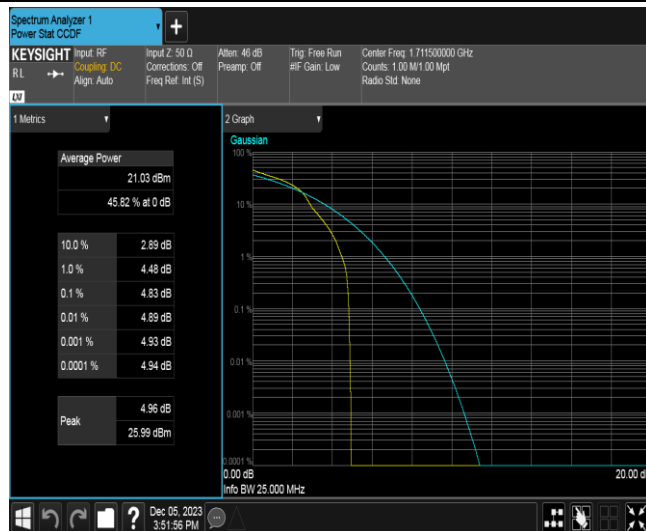 Spectrum Analyzer 1
Power Stat CCDF
+
KEYSIGHT
RL
Input: RF
Coupling: DC
Align: Auto
Input Z: 50 Ω
Corrections: Off
Freq Ref: Int (S)
Atten: 46 dB
Preamp: Off
Trig: Free Run
#IF Gain: Low
Center Freq: 1.711500000 GHz
Counts: 1.00 M/1.00 Mpt
Radio Std: None
1 Metrics
Average Power
21.03 dBm
45.82 % at 0 dB
10.0 % 2.89 dB
1.0 % 4.48 dB
0.1 % 4.83 dB
0.01 % 4.89 dB
0.001 % 4.93 dB
0.0001 % 4.94 dB
Peak
4.96 dB
25.99 dBm
2 Graph
Gaussian
100 %
10 %
1 %
0.1 %
0.01 %
0.001 %
0.0001 %
0.00 dB
20.00 d
Info BW 25.000 MHz
?
Dec 05, 2023
3:51:56 PM